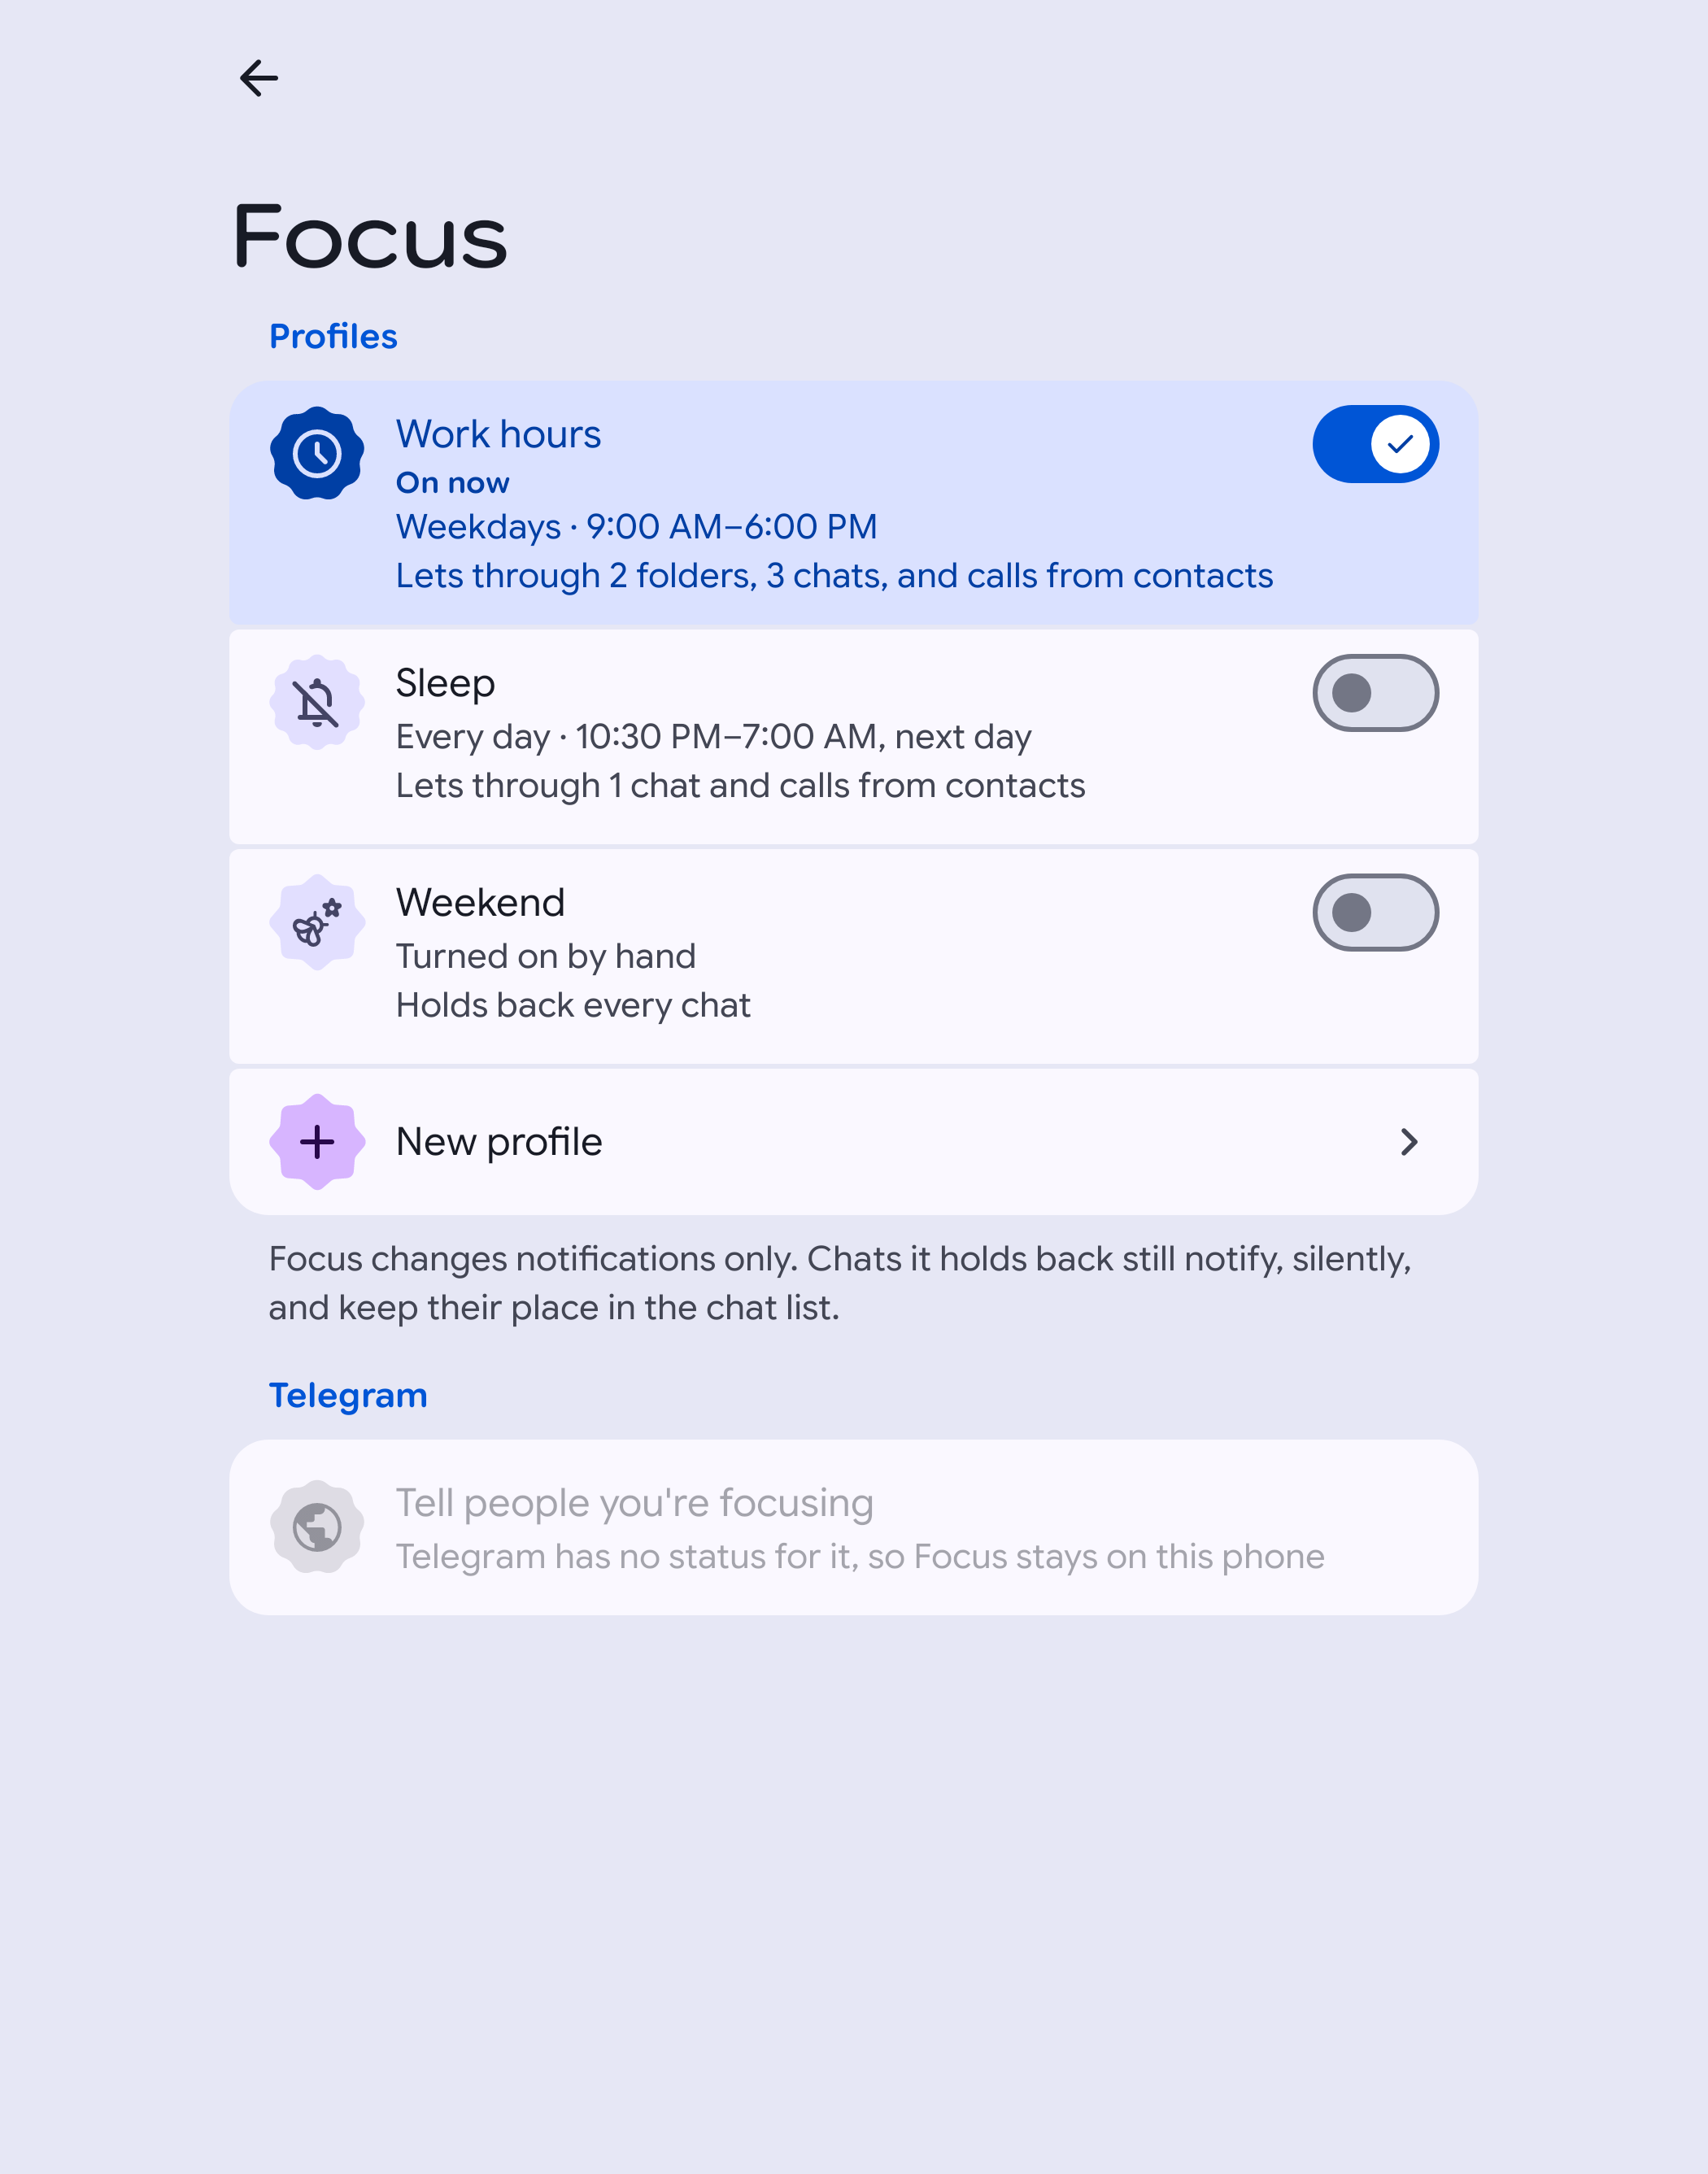 Focus
Profiles
Work hours
On now
Weekdays · 9:00 AM–6:00 PM
Lets through 2 folders, 3 chats, and calls from contacts
Sleep
Every day · 10:30 PM–7:00 AM, next day
Lets through 1 chat and calls from contacts
Weekend
Turned on by hand
Holds back every chat
New profile
Focus changes notifications only. Chats it holds back still notify, silently,
and keep their place in the chat list.
Telegram
Tell people you're focusing
Telegram has no status for it, so Focus stays on this phone